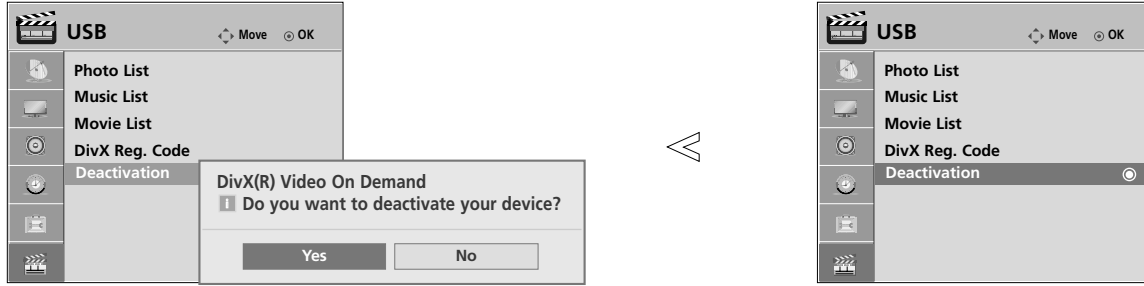 USB Move OK
Photo List
Music List
Movie List
DivX Reg. Code
Deactivation
DivX(R) Video On Demand
i Do you want to deactivate your device?
Yes No
USB Move OK
Photo List
Music List
Movie List
DivX Reg. Code
Deactivation